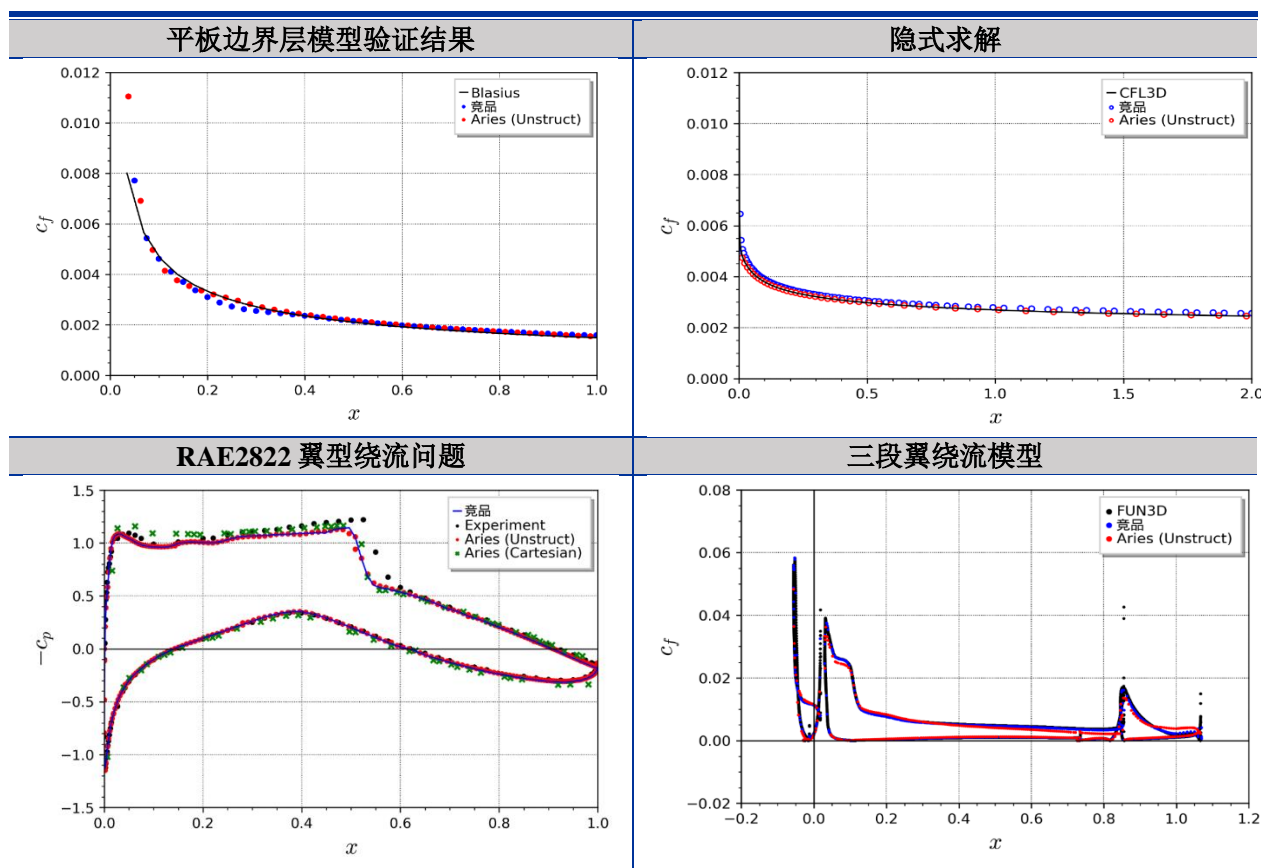 平板边界层模型验证结果
隐式求解
0.012
0.010
0.008
0.006
0.004
0.002
0.000
c_f
Blasius
竞品
Aries (Unstruct)
0.0 0.2 0.4 0.6 0.8 1.0
x
0.012
0.010
0.008
0.006
0.004
0.002
0.000
c_f
CFL3D
竞品
Aries (Unstruct)
0.0 0.5 1.0 1.5 2.0
x
RAE2822 翼型绕流问题
三段翼绕流模型
1.5
1.0
0.5
0.0
−0.5
−1.0
−1.5
−c_p
竞品
Experiment
Aries (Unstruct)
Aries (Cartesian)
0.0 0.2 0.4 0.6 0.8 1.0
x
0.08
0.06
0.04
0.02
0.00
−0.02
c_f
FUN3D
竞品
Aries (Unstruct)
−0.2 0.0 0.2 0.4 0.6 0.8 1.0 1.2
x